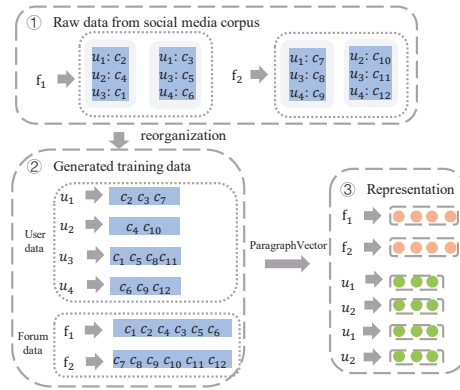 ① Raw data from social media corpus
f₁
u₁: c₂
u₂: c₄
u₃: c₁
u₁: c₃
u₃: c₅
u₄: c₆
f₂
u₁: c₇
u₃: c₈
u₄: c₉
u₂: c₁₀
u₃: c₁₁
u₄: c₁₂
reorganization
② Generated training data
User data
u₁ c₂ c₃ c₇
u₂ c₄ c₁₀
u₃ c₁ c₅ c₈c₁₁
u₄ c₆ c₉ c₁₂
Forum data
f₁ c₁ c₂ c₄ c₃ c₅ c₆
f₂ c₇ c₈ c₉ c₁₀ c₁₁ c₁₂
ParagraphVector
③ Representation
f₁
f₂
u₁
u₂
u₁
u₂